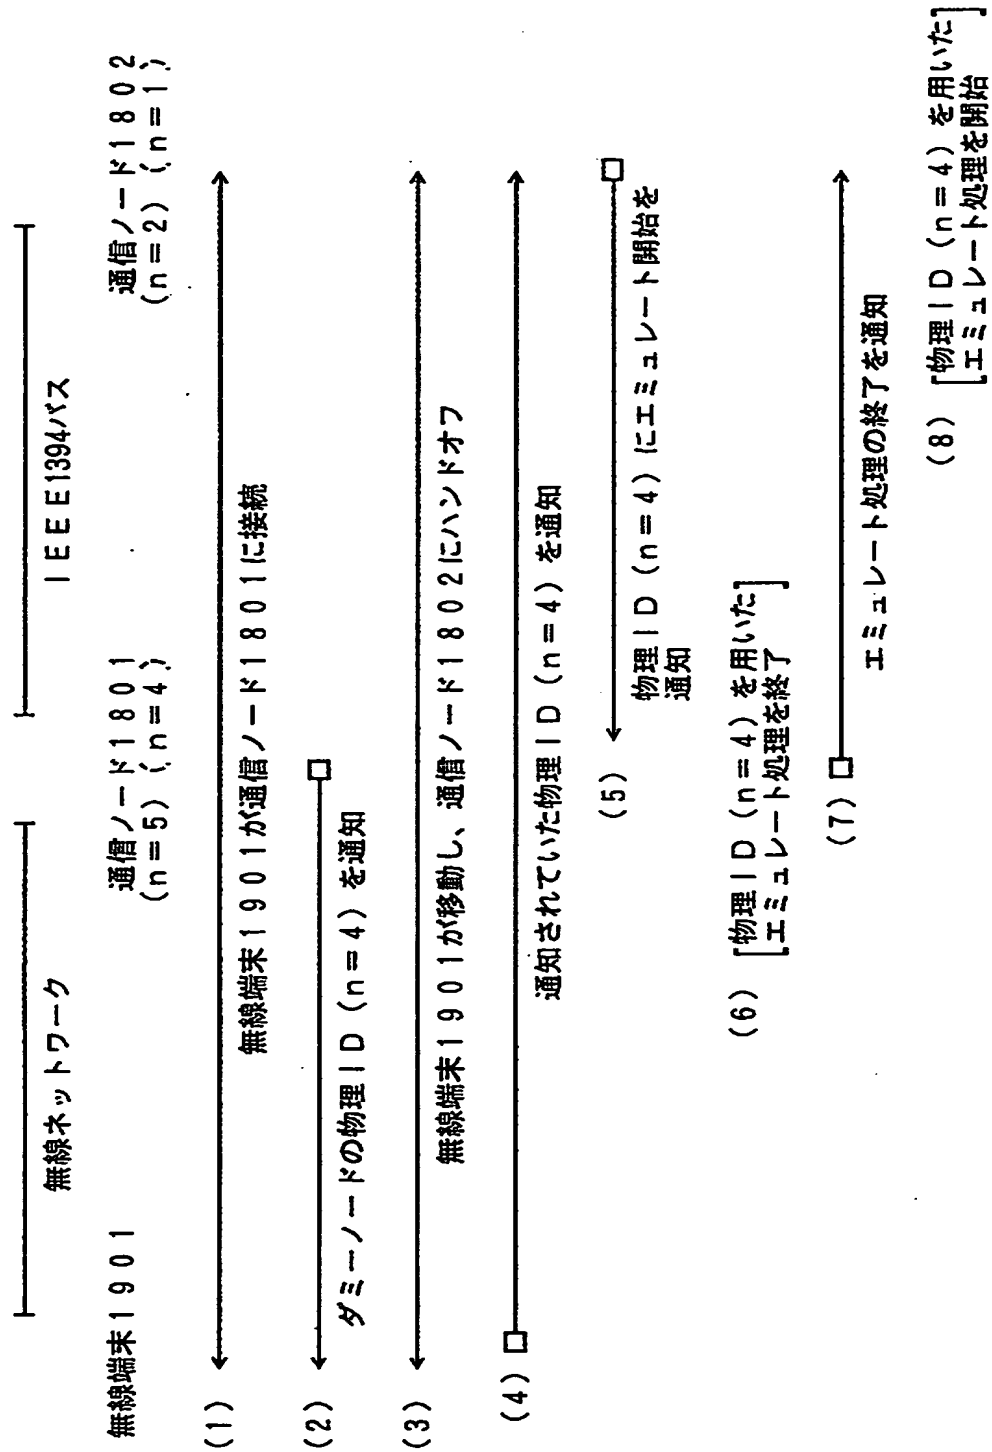 無線ネットワーク
IEEE1394バス
無線端末1901
通信ノード1801
(n=5)(n=4)
通信ノード1802
(n=2)(n=1)
(1)
無線端末1901が通信ノード1801に接続
(2)
ダミーノードの物理ID(n=4)を通知
(3)
無線端末1901が移動し、通信ノード1802にハンドオフ
(4)
通知されていた物理ID(n=4)を通知
(5)
物理ID(n=4)にエミュレート開始を
通知
(6) [物理ID(n=4)を用いた
エミュレート処理を終了]
(7)
エミュレート処理の終了を通知
(8) [物理ID(n=4)を用いた
エミュレート処理を開始]